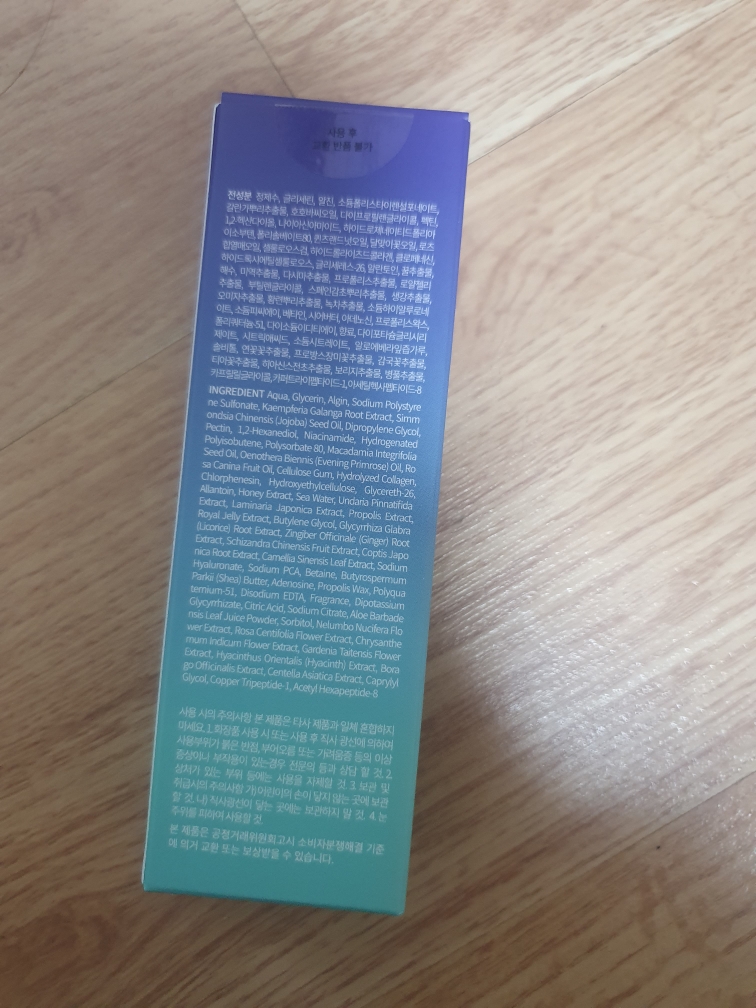 사용 후
반품 불가
전성분 정제수, 글리세린, 알진, 소듐폴리스타이렌설포네이트,
갈란가뿌리추출물, 호호바씨오일, 다이프로필렌글라이콜, 펙틴,
1,2-헥산다이올, 나이아신아마이드, 하이드로제네이티드폴리아
이소부텐, 폴리솔베이트80, 퀸즈랜드넛오일, 달맞이꽃오일, 로즈
힙열매오일, 셀룰로오스검, 하이드롤라이즈드콜라겐, 클로페네신,
하이드록시에틸셀룰로오스, 글리세레스-26, 알란토인, 꿀추출물,
해수, 미역추출물, 다시마추출물, 프로폴리스추출물, 로얄젤리
추출물, 부틸렌글라이콜, 스페인감초뿌리추출물, 생강추출물,
오미자추출물, 황련뿌리추출물, 녹차추출물, 소듐하이알루로네
이트, 소듐피씨에이, 베타인, 시어버터, 아데노신, 프로폴리스왁스,
폴리쿼터늄-51, 다이소듐이디티에이, 향료, 다이포타슘글리시리
제이트, 시트릭애씨드, 소듐시트레이트, 알로에베라잎즙가루,
솔비톨, 연꽃꽃추출물, 프로방스장미꽃추출물, 감국꽃추출물,
티아꽃추출물, 히아신스전초추출물, 보리지추출물, 병풀추출물,
카프릴릴글라이콜, 카퍼트라이펩타이드-1, 아세틸헥사펩타이드-8
INGREDIENT Aqua, Glycerin, Algin, Sodium Polystyre
ne Sulfonate, Kaempferia Galanga Root Extract, Simm
ondsia Chinensis (Jojoba) Seed Oil, Dipropylene Glycol,
Pectin, 1,2-Hexanediol, Niacinamide, Hydrogenated
Polyisobutene, Polysorbate 80, Macadamia Integrifolia
Seed Oil, Oenothera Biennis (Evening Primrose) Oil, Ro
sa Canina Fruit Oil, Cellulose Gum, Hydrolyzed Collagen,
Chlorphenesin, Hydroxyethylcellulose, Glycereth-26,
Allantoin, Honey Extract, Sea Water, Undaria Pinnatifida
Extract, Laminaria Japonica Extract, Propolis Extract,
Royal Jelly Extract, Butylene Glycol, Glycyrrhiza Glabra
(Licorice) Root Extract, Zingiber Officinale (Ginger) Root
Extract, Schizandra Chinensis Fruit Extract, Coptis Japo
nica Root Extract, Camellia Sinensis Leaf Extract, Sodium
Hyaluronate, Sodium PCA, Betaine, Butyrospermum
Parkii (Shea) Butter, Adenosine, Propolis Wax, Polyqua
ternium-51, Disodium EDTA, Fragrance, Dipotassium
Glycyrrhizate, Citric Acid, Sodium Citrate, Aloe Barbade
nsis Leaf Juice Powder, Sorbitol, Nelumbo Nucifera Flo
wer Extract, Rosa Centilolia Flower Extract, Chrysanthe
mum Indicum Flower Extract, Gardenia Taitensis Flower
Extract, Hyacinthus Orientalis (Hyacinth) Extract, Bora
go Officinalis Extract, Centella Asiatica Extract, Caprylyl
Glycol, Copper Tripeptide-1, Acetyl Hexapeptide-8
사용 시의 주의사항 본 제품은 타사 제품과 일체 혼합하지
마세요. 1. 화장품 사용 시 또는 사용 후 직사 광선에 의하여
사용부위가 붉은 반점, 부어오름 또는 가려움증 등의 이상
증상이나 부작용이 있는경우 전문의 등과 상담 할 것. 2.
상처가 있는 부위 등에는 사용을 자제할 것. 3. 보관 및
취급시의 주의사항 가) 어린이의 손이 닿지 않는 곳에 보관
할 것, 나) 직사광선이 닿는 곳에는 보관하지 말 것. 4. 눈
주위를 피하여 사용할 것.
본 제품은 공정거래위원회고시 소비자분쟁해결 기준
에 의거 교환 또는 보상받을 수 있습니다.